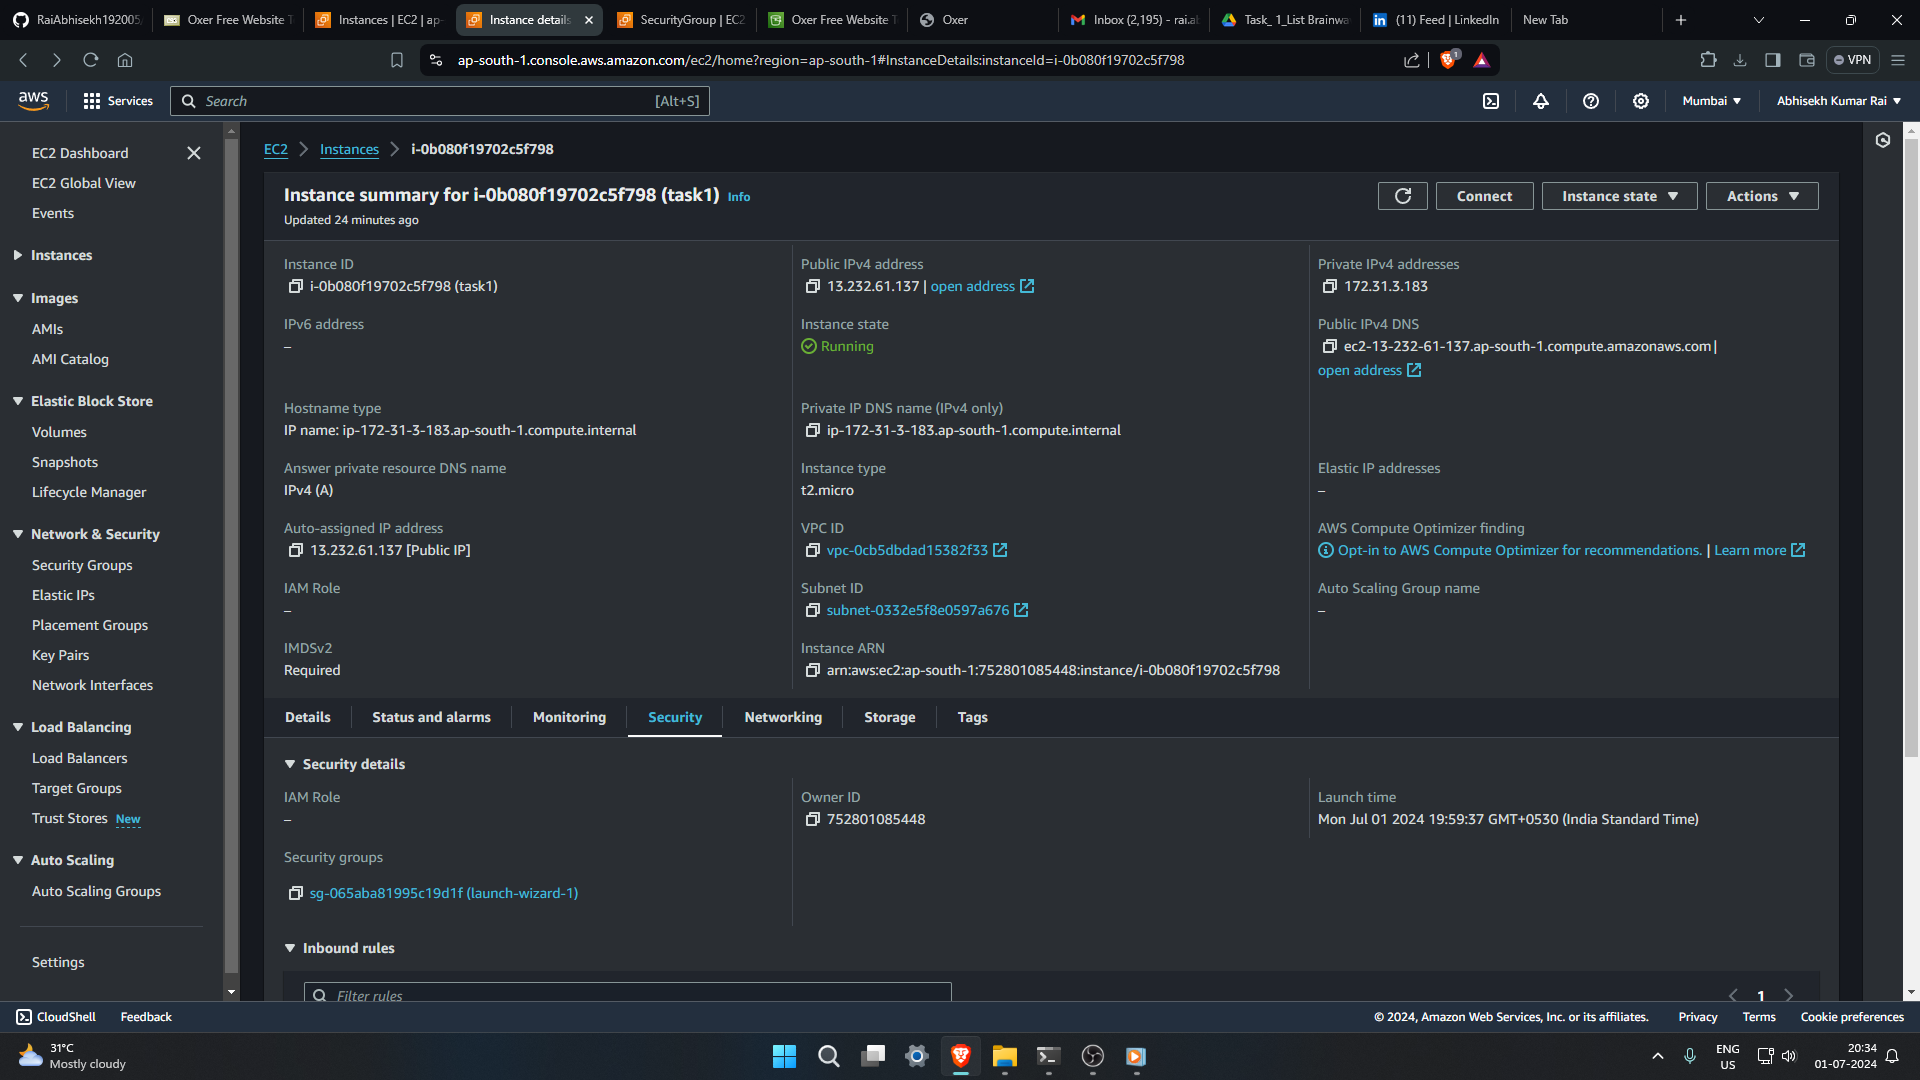 RaiAbhisekh192005
Oxer Free Website T
Instances | EC2 | ap-
Instance details
SecurityGroup | EC2
Oxer Free Website T
Oxer
Inbox (2,195) - rai.ab
Task_ 1_List Brainwa
(11) Feed | LinkedIn
New Tab
ap-south-1.console.aws.amazon.com/ec2/home?region=ap-south-1#InstanceDetails:instanceId=i-0b080f19702c5f798
1
VPN
aws
Services
Search
[Alt+S]
Mumbai
Abhisekh Kumar Rai
EC2 Dashboard
EC2 Global View
Events
Instances
Images
AMIs
AMI Catalog
Elastic Block Store
Volumes
Snapshots
Lifecycle Manager
Network & Security
Security Groups
Elastic IPs
Placement Groups
Key Pairs
Network Interfaces
Load Balancing
Load Balancers
Target Groups
Trust Stores New
Auto Scaling
Auto Scaling Groups
Settings
EC2
Instances
i-0b080f19702c5f798
Instance summary for i-0b080f19702c5f798 (task1) Info
Updated 24 minutes ago
Connect
Instance state
Actions
Instance ID
i-0b080f19702c5f798 (task1)
Public IPv4 address
13.232.61.137 | open address
Private IPv4 addresses
172.31.3.183
IPv6 address
–
Instance state
Running
Public IPv4 DNS
ec2-13-232-61-137.ap-south-1.compute.amazonaws.com |
open address
Hostname type
IP name: ip-172-31-3-183.ap-south-1.compute.internal
Private IP DNS name (IPv4 only)
ip-172-31-3-183.ap-south-1.compute.internal
Answer private resource DNS name
IPv4 (A)
Instance type
t2.micro
Elastic IP addresses
–
Auto-assigned IP address
13.232.61.137 [Public IP]
VPC ID
vpc-0cb5dbdad15382f33
AWS Compute Optimizer finding
Opt-in to AWS Compute Optimizer for recommendations. | Learn more
IAM Role
–
Subnet ID
subnet-0332e5f8e0597a676
Auto Scaling Group name
–
IMDSv2
Required
Instance ARN
arn:aws:ec2:ap-south-1:752801085448:instance/i-0b080f19702c5f798
Details
Status and alarms
Monitoring
Security
Networking
Storage
Tags
Security details
IAM Role
–
Owner ID
752801085448
Launch time
Mon Jul 01 2024 19:59:37 GMT+0530 (India Standard Time)
Security groups
sg-065aba81995c19d1f (launch-wizard-1)
Inbound rules
Filter rules
1
CloudShell
Feedback
© 2024, Amazon Web Services, Inc. or its affiliates.
Privacy
Terms
Cookie preferences
31°C
Mostly cloudy
ENG
US
20:34
01-07-2024